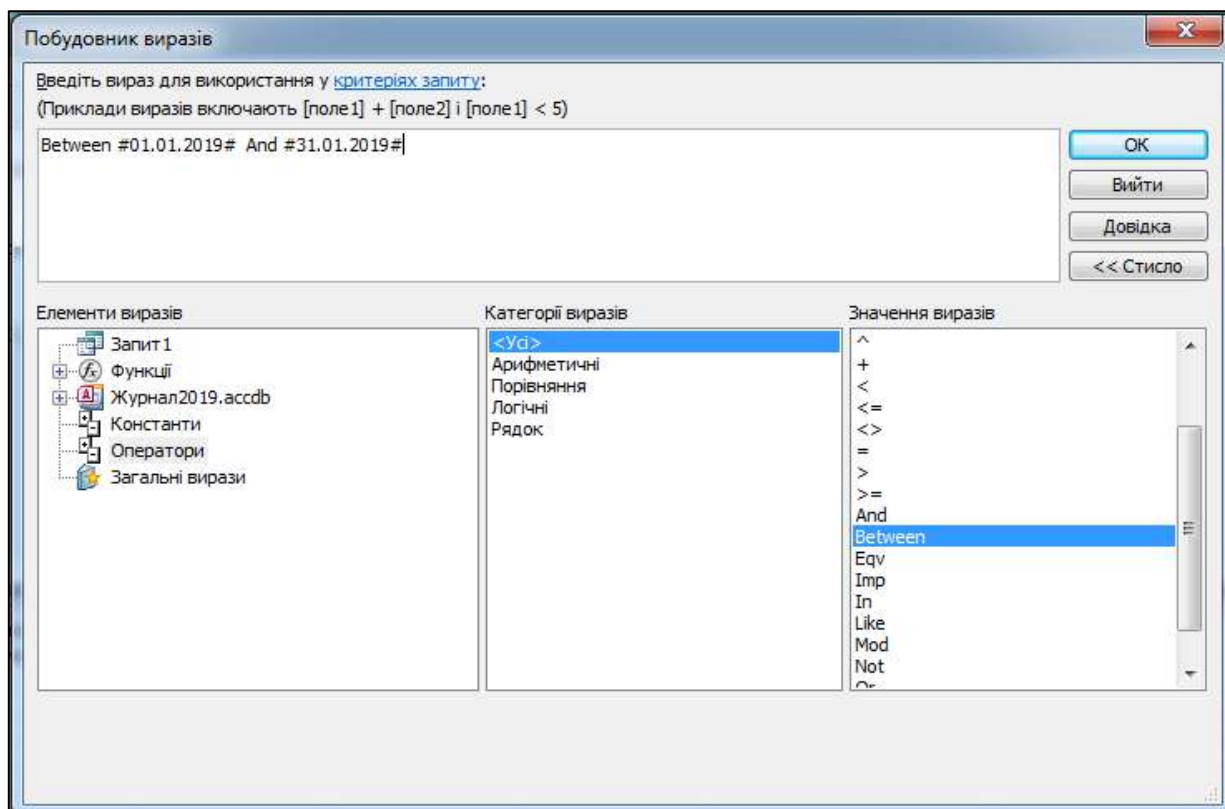 Побудовник виразів
Введіть вираз для використання у критеріях запиту:
(Приклади виразів включають [поле1] + [поле2] і [поле1] < 5)
Between #01.01.2019#  And #31.01.2019#
OK
Вийти
Довідка
<< Стисло
Елементи виразів
Запит1
Функції
Журнал2019.accdb
Константи
Оператори
Загальні вирази
Категорії виразів
<Усі>
Арифметичні
Порівняння
Логічні
Рядок
Значення виразів
^
+
<
<=
<>
=
>
>=
And
Between
Eqv
Imp
In
Like
Mod
Not
Or